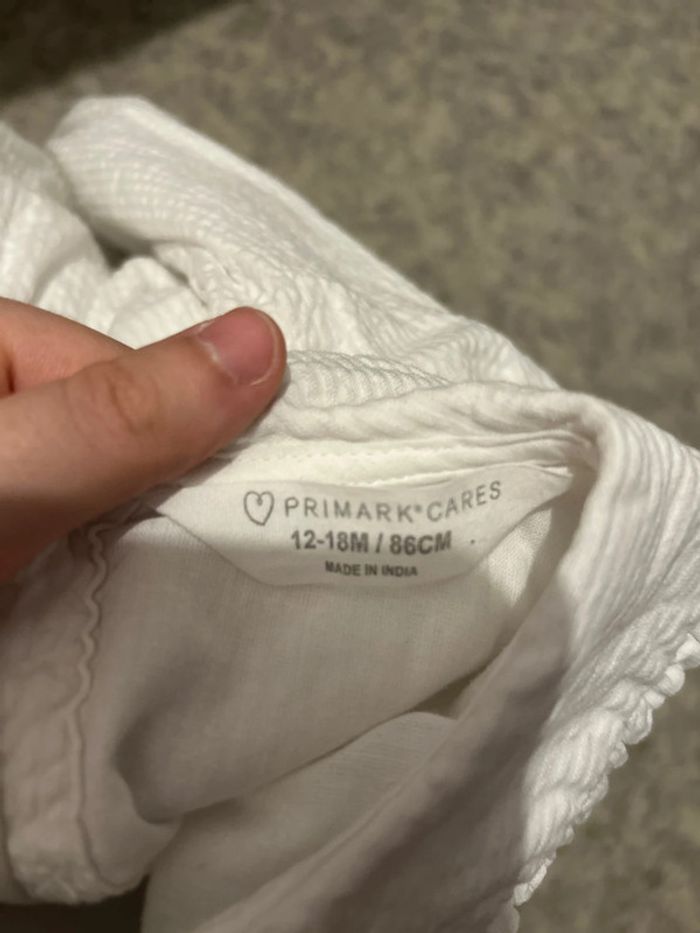 PRIMARK® CARES
12-18M / 86CM
MADE IN INDIA